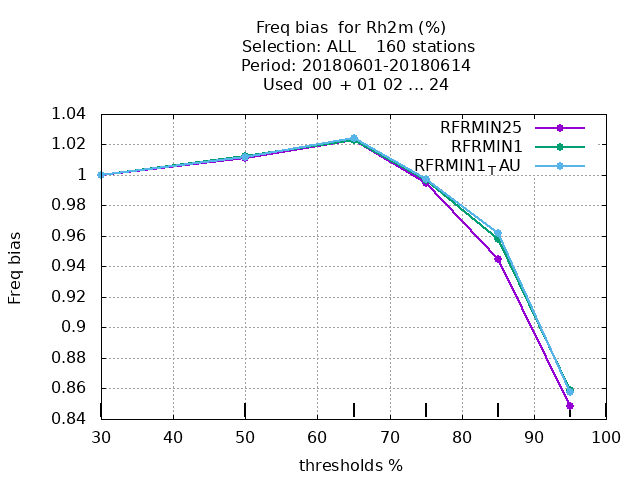 Freq bias  for Rh2m (%)
Selection: ALL    160 stations
Period: 20180601-20180614
Used  00  + 01 02 ... 24
RFRMIN25
RFRMIN1
RFRMIN1TAU
1.04
1.02
1
0.98
0.96
0.94
0.92
0.9
0.88
0.86
0.84
Freq bias
30 40 50 60 70 80 90 100
thresholds %